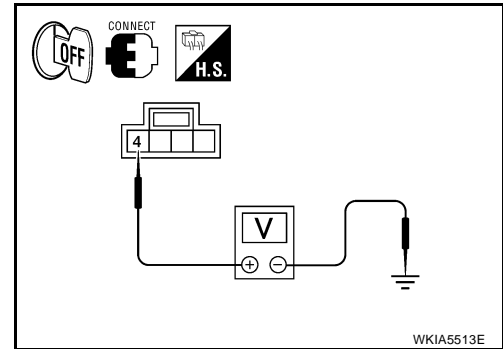 CONNECT
OFF
H.S.
4
V
+ −
WKIA5513E